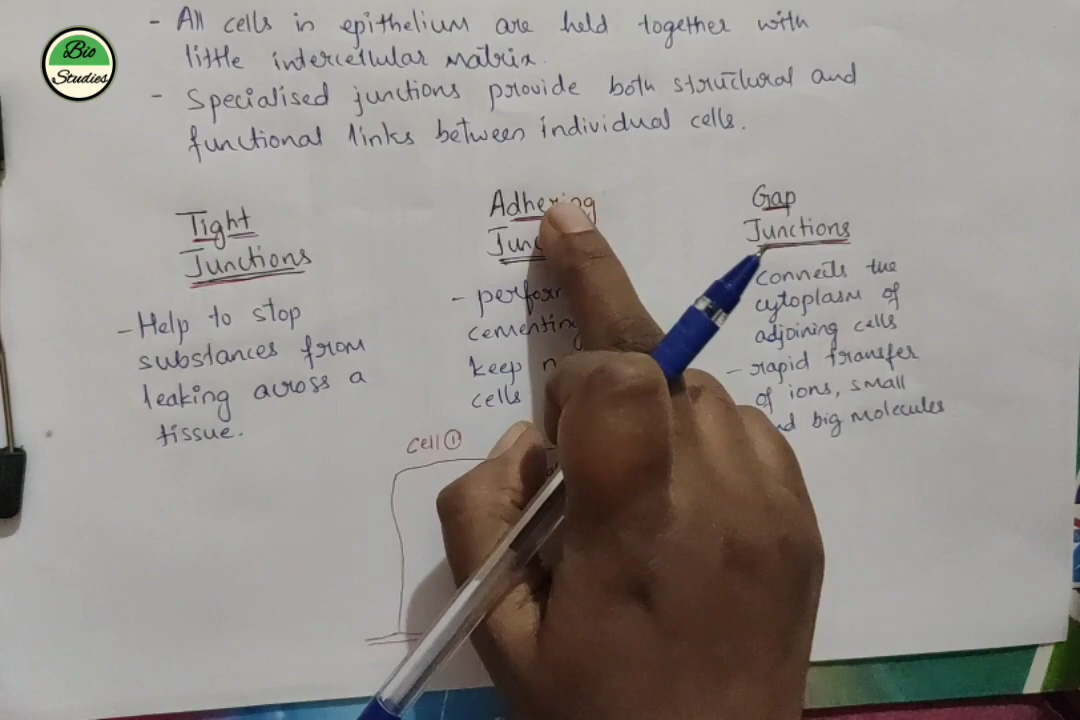 Bio
Studies
- All cells in epithelium are held together with
little intercellular matrix.
- Specialised junctions provide both structural and
functional links between individual cells.
Tight
Junctions
- Help to stop
substances from
leaking across a
tissue.
Adhering
- 
cementing
keep
cells
Gap
Junctions
connects the
cytoplasm of
adjoining cells
- rapid transfer
of ions, small
big molecules
cell ①